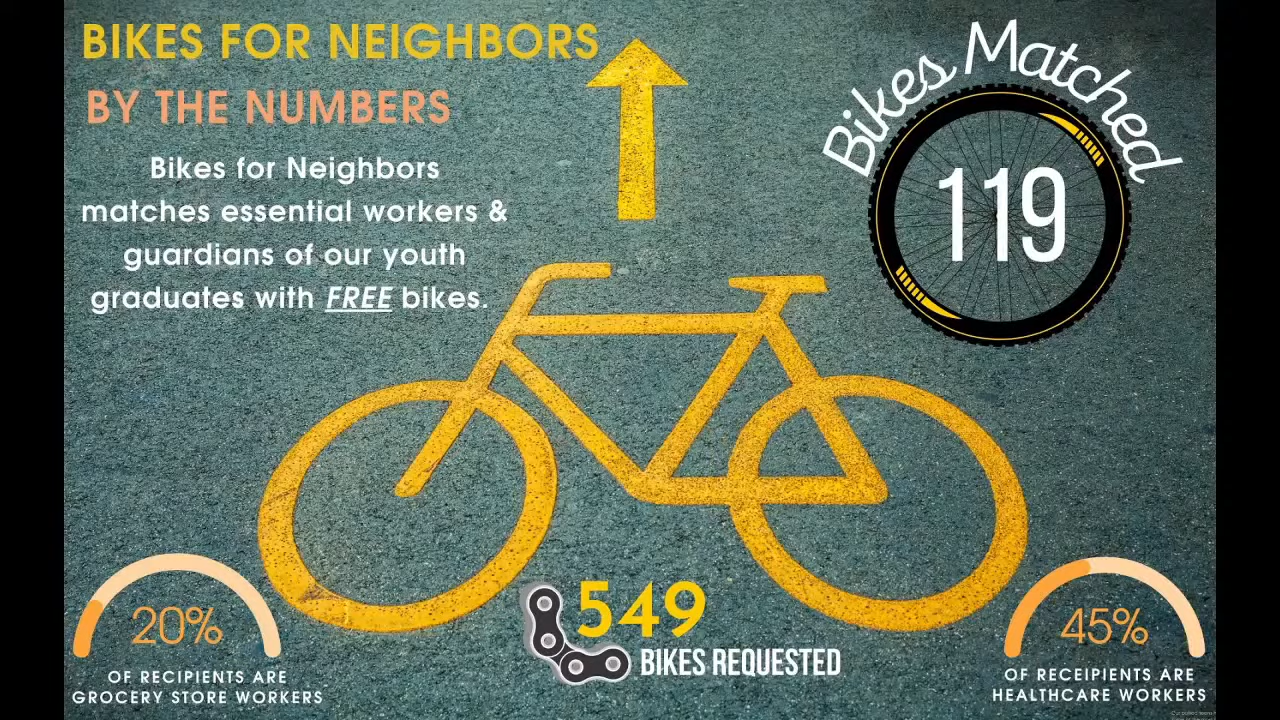 BIKES FOR NEIGHBORS
BY THE NUMBERS
Bikes for Neighbors
matches essential workers &
guardians of our youth
graduates with FREE bikes.
Bikes Matched
119
20%
OF RECIPIENTS ARE
GROCERY STORE WORKERS
549
BIKES REQUESTED
45%
OF RECEIPIENTS ARE
HEALTHCARE WORKERS